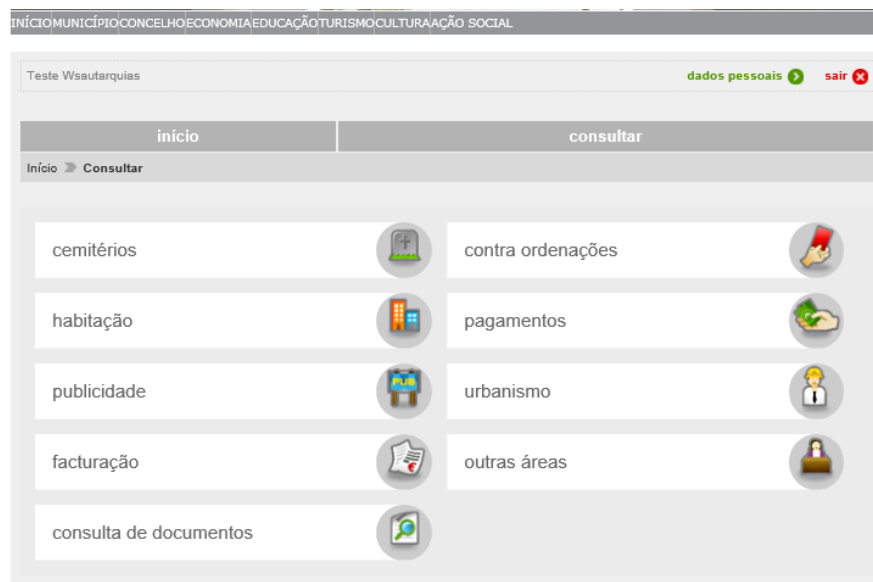 INÍCIO MUNICÍPIO CONCELHO ECONOMIA EDUCAÇÃO TURISMO CULTURA AÇÃO SOCIAL
Teste Wsautarquias dados pessoais sair
início consultar
Início Consultar
cemitérios contra ordenações
habitação pagamentos
PUB
publicidade urbanismo
facturação outras áreas
consulta de documentos